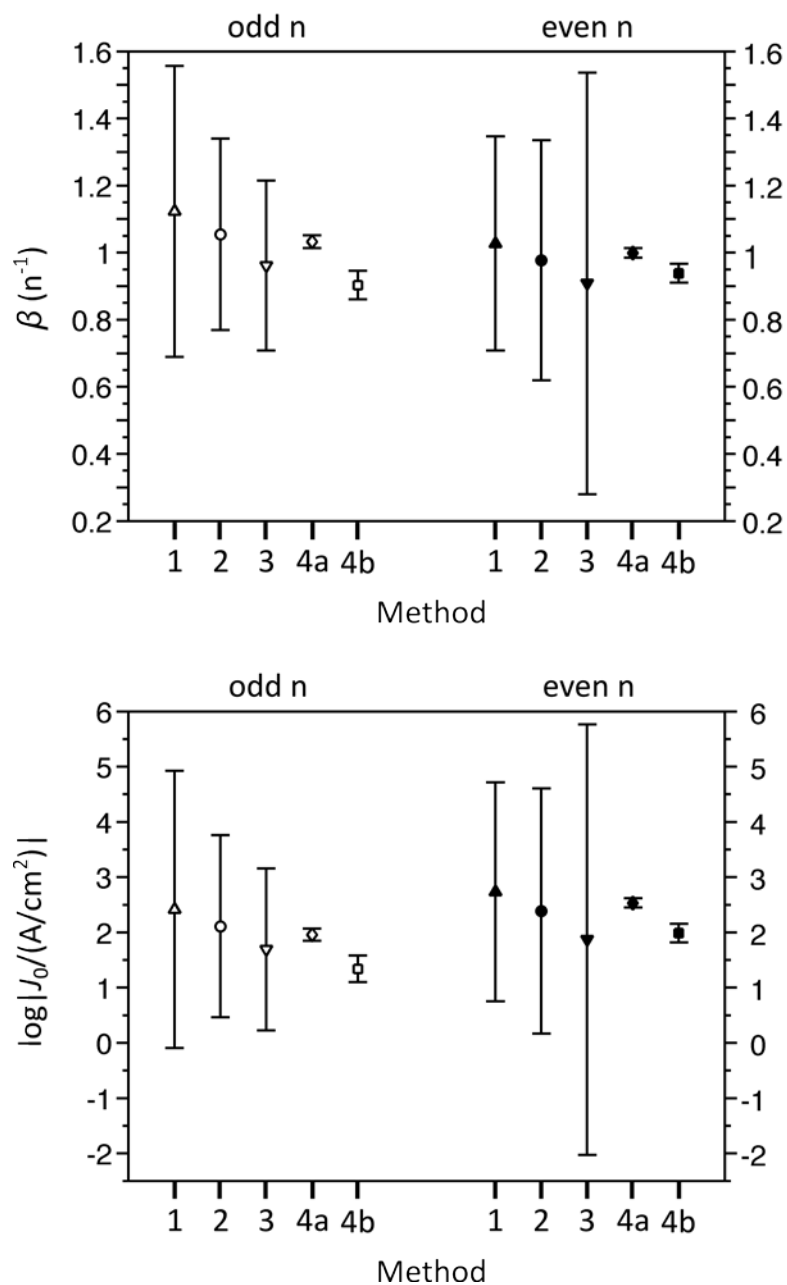 odd n even n
1.6 1.6
1.4 1.4
1.2 1.2
1 1
0.8 0.8
0.6 0.6
0.4 0.4
0.2 0.2
β (n⁻¹)
1 2 3 4a 4b 1 2 3 4a 4b
Method
odd n even n
6 6
5 5
4 4
3 3
2 2
1 1
0 0
-1 -1
-2 -2
log|J₀/(A/cm²)|
1 2 3 4a 4b 1 2 3 4a 4b
Method